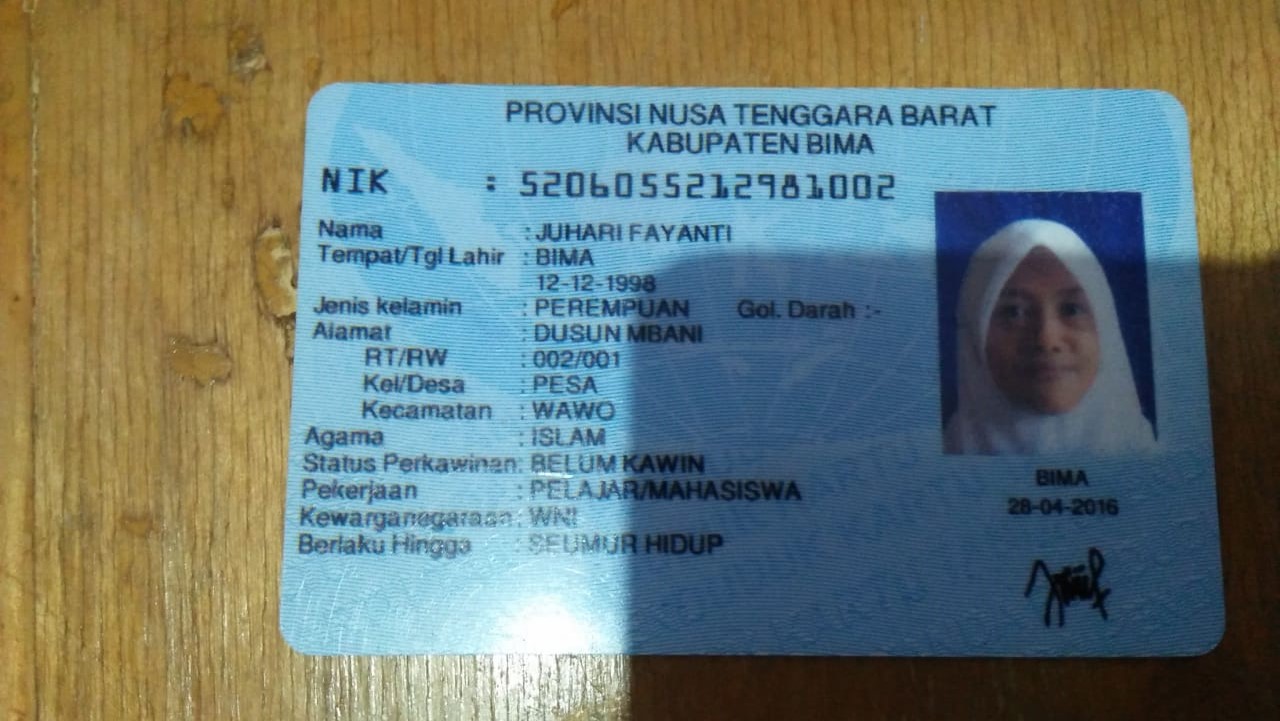 PROVINSI NUSA TENGGARA BARAT
KABUPATEN BIMA
NIK : 5206055212981002
Nama : JUHARI FAYANTI
Tempat/Tgl Lahir : BIMA
12-12-1998
Jenis kelamin : PEREMPUAN Gol. Darah :-
Alamat : DUSUN MBANI
RT/RW : 002/001
Kel/Desa : PESA
Kecamatan : WAWO
Agama : ISLAM
Status Perkawinan: BELUM KAWIN
Pekerjaan : PELAJAR/MAHASISWA
Kewarganegaraan: WNI
Berlaku Hingga : SEUMUR HIDUP
BIMA
28-04-2016